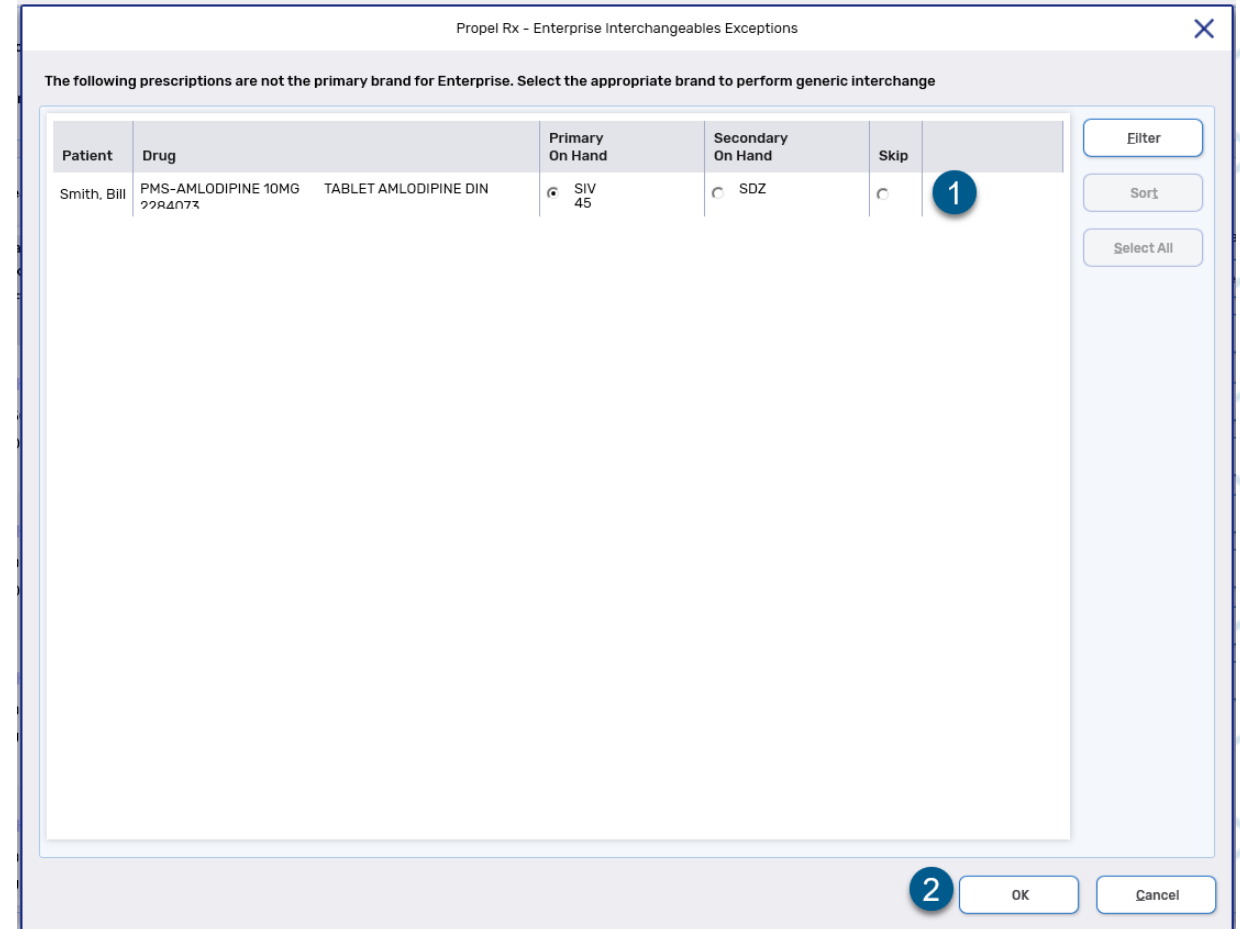 Propel Rx - Enterprise Interchangeables Exceptions
The following prescriptions are not the primary brand for Enterprise. Select the appropriate brand to perform generic interchange
Patient Drug Primary On Hand Secondary On Hand Skip
Smith, Bill PMS-AMLODIPINE 10MG TABLET AMLODIPINE DIN SIV SDZ 1
2284073 45
Filter
Sort
Select All
2 OK Cancel